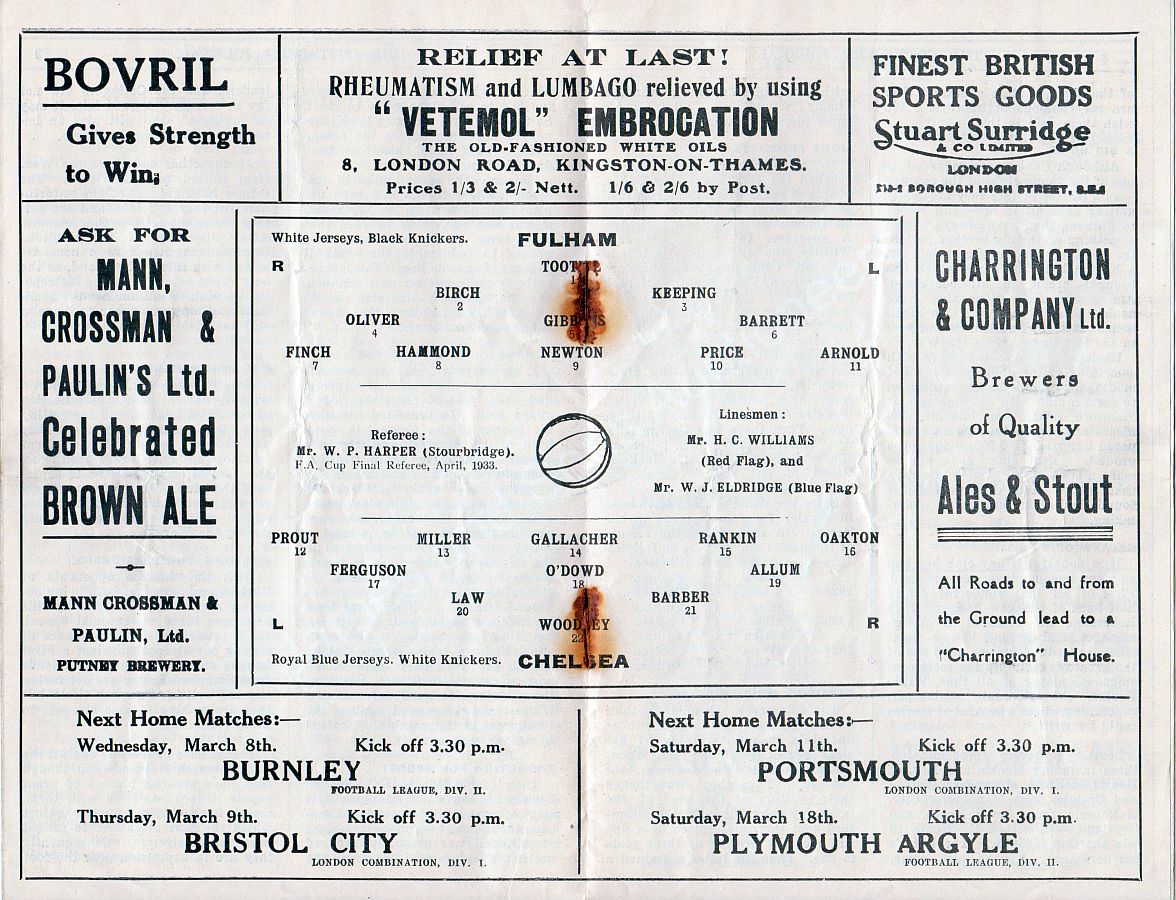 BOVRIL
Gives Strength
to Win.
RELIEF AT LAST!
RHEUMATISM and LUMBAGO relieved by using
"VETEMOL" EMBROCATION
THE OLD-FASHIONED WHITE OILS
8, LONDON ROAD, KINGSTON-ON-THAMES.
Prices 1/3 & 2/- Nett. 1/6 & 2/6 by Post.
FINEST BRITISH
SPORTS GOODS
Stuart Surridge
& CO LIMITED
LONDON
BOROUGH HIGH STREET, S.E.1
ASK FOR
MANN,
CROSSMAN &
PAULIN'S Ltd.
Celebrated
BROWN ALE
MANN CROSSMAN &
PAULIN, Ltd.
PUTNEY BREWERY.
White Jerseys, Black Knickers. FULHAM
R L
1
BIRCH KEEPING
2 3
OLIVER BARRETT
4 5 6
FINCH HAMMOND NEWTON PRICE ARNOLD
7 8 9 10 11
Referee:
Mr. W. P. HARPER (Stourbridge).
F.A. Cup Final Referee, April, 1933.
Linesmen:
Mr. H. C. WILLIAMS
(Red Flag), and
Mr. W. J. ELDRIDGE (Blue Flag)
PROUT MILLER GALLACHER RANKIN OAKTON
12 13 14 15 16
FERGUSON O'DOWD ALLUM
17 18 19
LAW BARBER
20 21
L WOODLEY R
22
Royal Blue Jerseys. White Knickers. CHELSEA
CHARRINGTON
& COMPANY Ltd.
Brewers
of Quality
Ales & Stout
All Roads to and from
the Ground lead to a
"Charrington" House.
Next Home Matches:—
Wednesday, March 8th. Kick off 3.30 p.m.
BURNLEY
FOOTBALL LEAGUE, DIV. II.
Thursday, March 9th. Kick off 3.30 p.m.
BRISTOL CITY
LONDON COMBINATION, DIV. I.
Next Home Matches:—
Saturday, March 11th. Kick off 3.30 p.m.
PORTSMOUTH
LONDON COMBINATION, DIV. I.
Saturday, March 18th. Kick off 3.30 p.m.
PLYMOUTH ARGYLE
FOOTBALL LEAGUE, DIV. II.